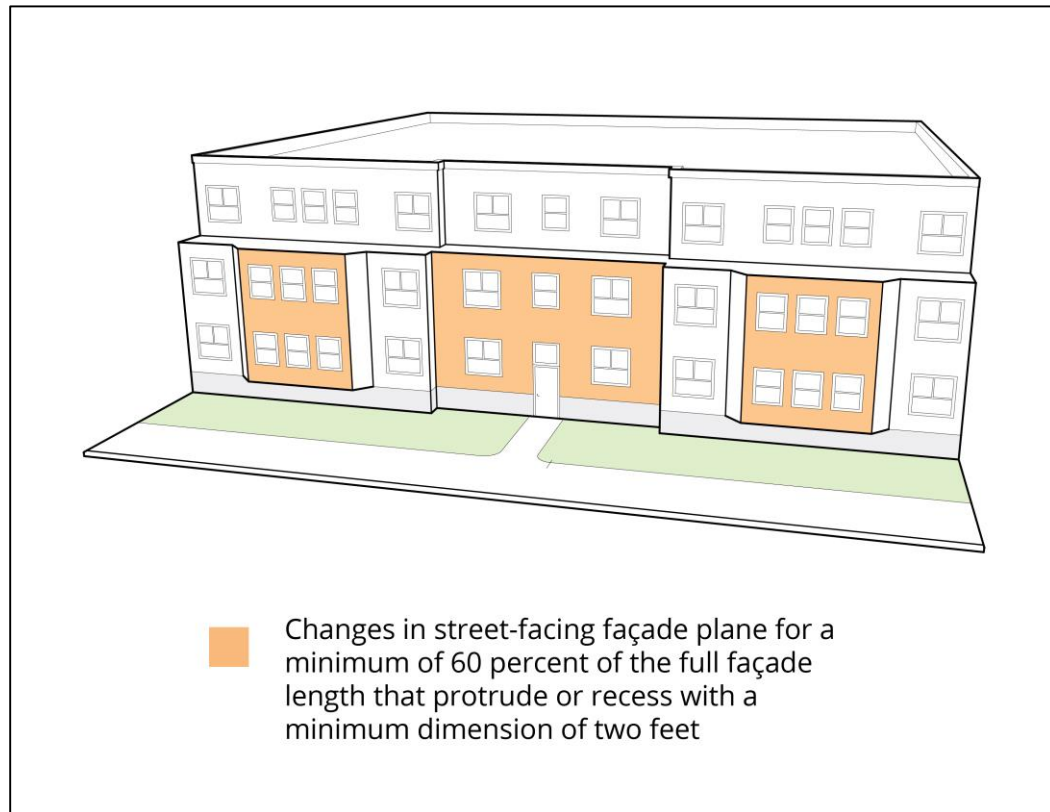 Changes in street-facing façade plane for a
minimum of 60 percent of the full façade
length that protrude or recess with a
minimum dimension of two feet